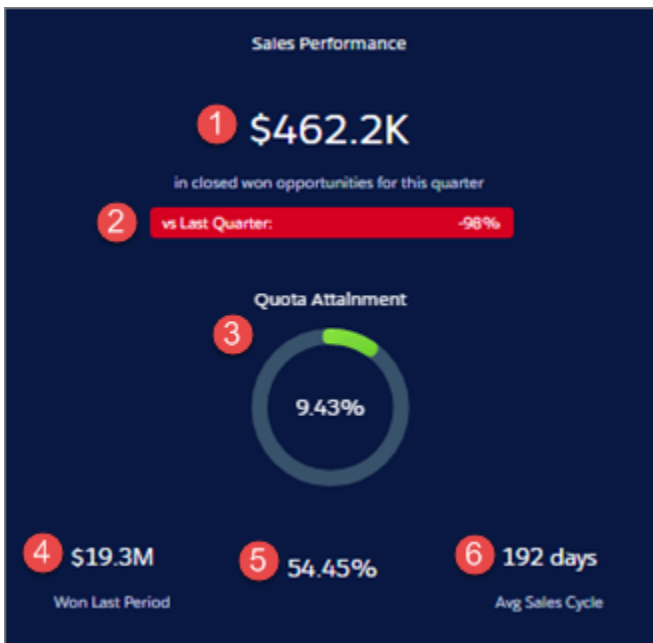 Sales Performance
1 $462.2K
in closed won opportunities for this quarter
2 vs Last Quarter: -98%
Quota Attainment
3
9.43%
4 $19.3M 5 54.45% 6 192 days
Won Last Period Avg Sales Cycle